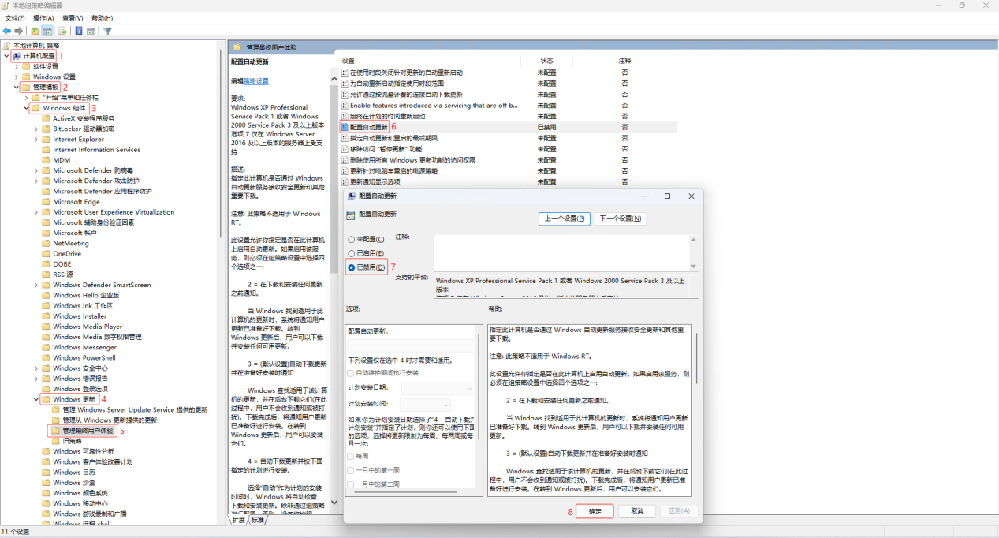 本地组策略编辑器
文件(F) 操作(A) 查看(V) 帮助(H)
本地计算机 策略
计算机配置 1
软件设置
Windows 设置
管理模板 2
"开始"菜单和任务栏
Windows 组件 3
ActiveX 安装程序服务
BitLocker 驱动器加密
Internet Explorer
Internet Information Services
MDM
Microsoft Defender 防病毒
Microsoft Defender 攻击防护
Microsoft Defender 应用程序防护
Microsoft Edge
Microsoft User Experience Virtualization
Microsoft 辅助身份验证因素
Microsoft 帐户
NetMeeting
OneDrive
OOBE
RSS 源
Windows Defender SmartScreen
Windows Hello 企业版
Windows Ink 工作区
Windows Installer
Windows Media Player
Windows Media 数字权限管理
Windows Messenger
Windows PowerShell
Windows 安全中心
Windows 错误报告
Windows 登录选项
Windows 更新 4
管理 Windows Server Update Service 提供的更新
管理从 Windows 更新提供的更新
管理最终用户体验 5
旧策略
Windows 可靠性分析
Windows 客户体验改善计划
Windows 日历
Windows 沙盒
Windows 颜色系统
Windows 移动中心
Windows 游戏录制和广播
Windows 远程 shell
11 个设置
管理最终用户体验
配置自动更新
编辑策略设置
要求:
Windows XP Professional
Service Pack 1 或者 Windows
2000 Service Pack 3 及以上版本
选项 7 仅在 Windows Server
2016 及以上版本的服务器上受支
持
描述:
指定此计算机是否通过 Windows
自动更新服务接收安全更新和其他
重要下载。
注意: 此策略不适用于 Windows
RT。
此设置允许你指定是否在此计算机
上启用自动更新。如果启用该服
务，则必须在组策略设置中选择四
个选项之一:
2 = 在下载和安装任何更新
之前通知。
当 Windows 找到适用于此计
算机的更新时，系统将通知用户
更新已准备好下载。转到
Windows 更新后，用户可以下载
并安装任何可用更新。
3 = (默认设置)自动下载更新
并在准备好安装时通知
Windows 查找适用于该计算
机的更新，并在后台下载它们(在此
过程中，用户不会收到通知或被打
扰)。下载完成后，将通知用户更新
已准备好进行安装。在转到
Windows 更新后，用户可以安装
它们。
4 = 自动下载更新并按下面
指定的计划进行安装。
选择"自动"作为计划的安装
时间时，Windows 将自动检查、
下载和安装更新。除非通过组策略
扩展 标准
设置 状态 注释
在使用时段关闭针对更新的自动重新启动 未配置 否
为自动重新启动指定使用时段范围 未配置 否
允许通过按流量计费的连接自动下载更新 未配置 否
Enable features introduced via servicing that are off b... 未配置 否
始终在计划的时间重新启动 未配置 否
配置自动更新 6 已禁用 否
指定自动更新和重启的最后期限 未配置 否
移除访问 "暂停更新" 功能 未配置 否
删除使用所有 Windows 更新功能的访问权限 未配置 否
更新针对电脑车重启的电源策略 未配置 否
更新通知显示选项 未配置 否
配置自动更新
配置自动更新
上一个设置(P) 下一个设置(N)
未配置(C) 注释:
已启用(E)
已禁用(D) 7
支持的平台:
Windows XP Professional Service Pack 1 或者 Windows 2000 Service Pack 3 及以上
版本
选项: 帮助:
配置自动更新:
下列设置仅在选中 4 时才需要和适用。
自动维护期间执行安装
计划安装日期:
计划安装时间:
如果你为计划安装日期选择了"4 – 自动下载并
计划安装"并指定了计划，则你还可以使用下面
的选项，选择将更新限制为每周、每两周或每
月一次:
每周
一月中的第一周
一月中的第二周
指定此计算机是否通过 Windows 自动更新服务接收安全更新和其他重
要下载。
注意: 此策略不适用于 Windows RT。
此设置允许你指定是否在此计算机上启用自动更新。如果启用该服务，则
必须在组策略设置中选择四个选项之一:
2 = 在下载和安装任何更新之前通知。
当 Windows 找到适用于此计算机的更新时，系统将通知用户更新
已准备好下载。转到 Windows 更新后，用户可以下载并安装任何可用
更新。
3 = (默认设置)自动下载更新并在准备好安装时通知
Windows 查找适用于该计算机的更新，并在后台下载它们(在此过
程中，用户不会收到通知或被打扰)。下载完成后，将通知用户更新已准
备好进行安装。在转到 Windows 更新后，用户可以安装它们。
8 确定 取消 应用(A)